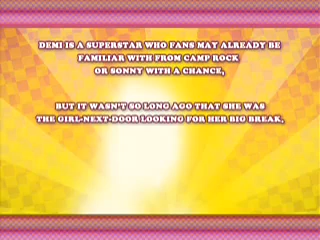 DEMI IS A SUPERSTAR WHO FANS MAY ALREADY BE
FAMILIAR WITH FROM CAMP ROCK
OR SONNY WITH A CHANCE,
BUT IT WASN'T SO LONG AGO THAT SHE WAS
THE GIRL-NEXT-DOOR LOOKING FOR HER BIG BREAK,